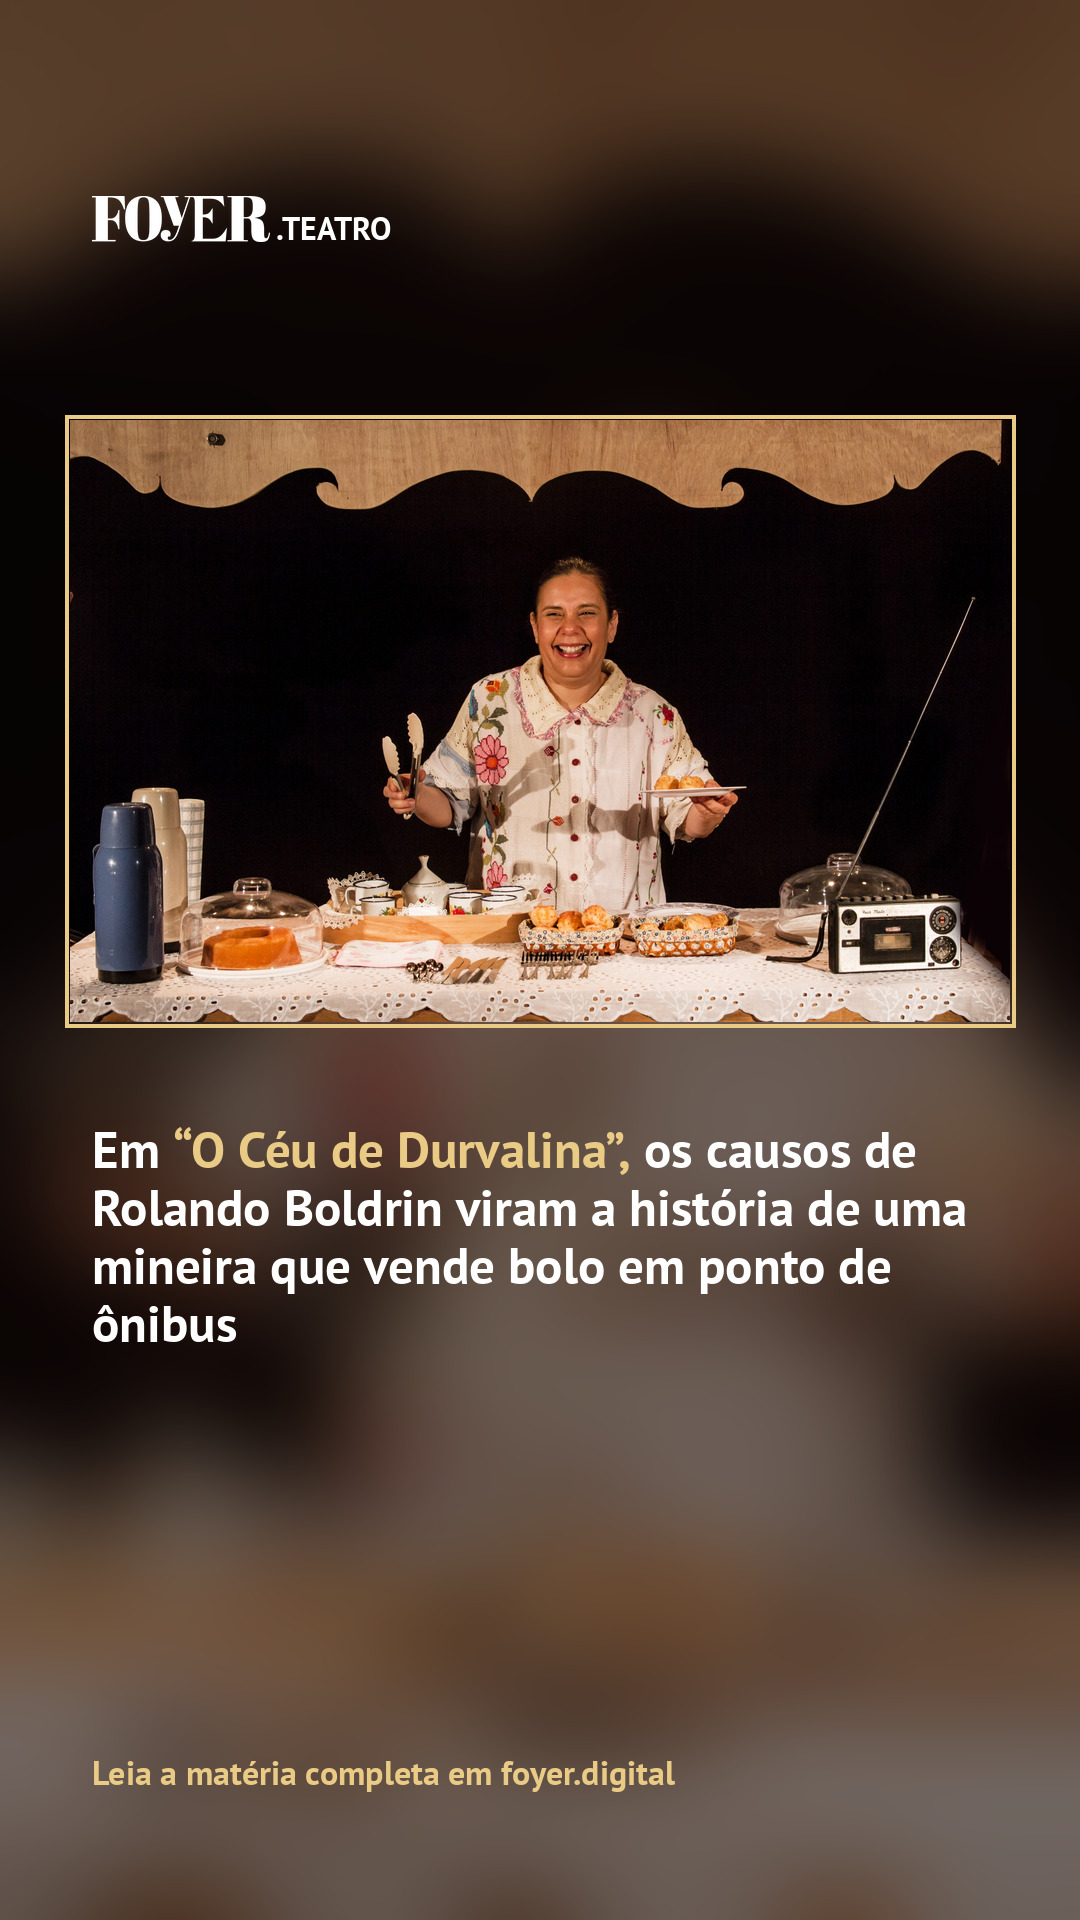 FOYER .TEATRO
Em “O Céu de Durvalina”, os causos de
Rolando Boldrin viram a história de uma
mineira que vende bolo em ponto de
ônibus
Leia a matéria completa em foyer.digital